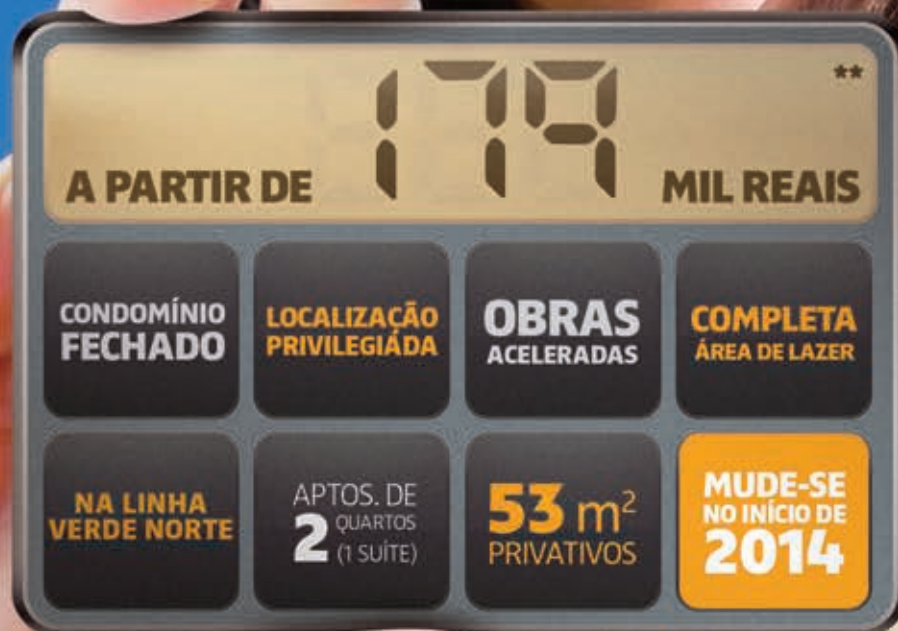 **
A PARTIR DE 179 MIL REAIS
CONDOMÍNIO
FECHADO
LOCALIZAÇÃO
PRIVILEGIADA
OBRAS
ACELERADAS
COMPLETA
ÁREA DE LAZER
NA LINHA
VERDE NORTE
APTOS. DE
2 QUARTOS
(1 SUÍTE)
53 m²
PRIVATIVOS
MUDE-SE
NO INÍCIO DE
2014